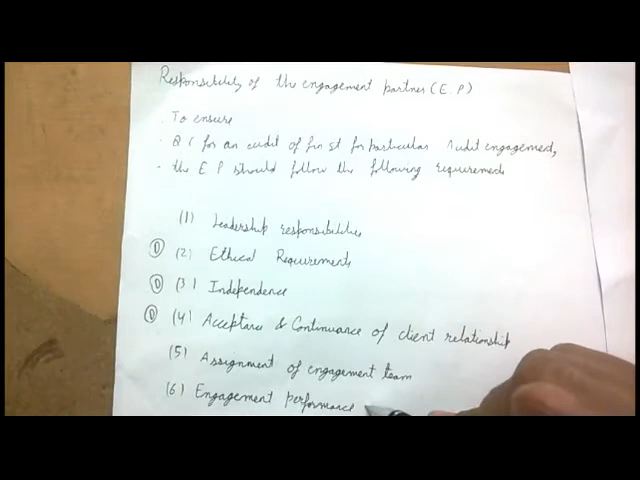 Responsibility of the engagement partner (E.P)
. To ensure
. Q C for an audit of fin st for particular Audit engagement,
- the E P should follow the following requirements
(1) Leadership responsibilities
D (2) Ethical Requirements
D (3) Independence
D (4) Acceptance & Continuance of client relationship
(5) Assignment of engagement team
(6) Engagement performance